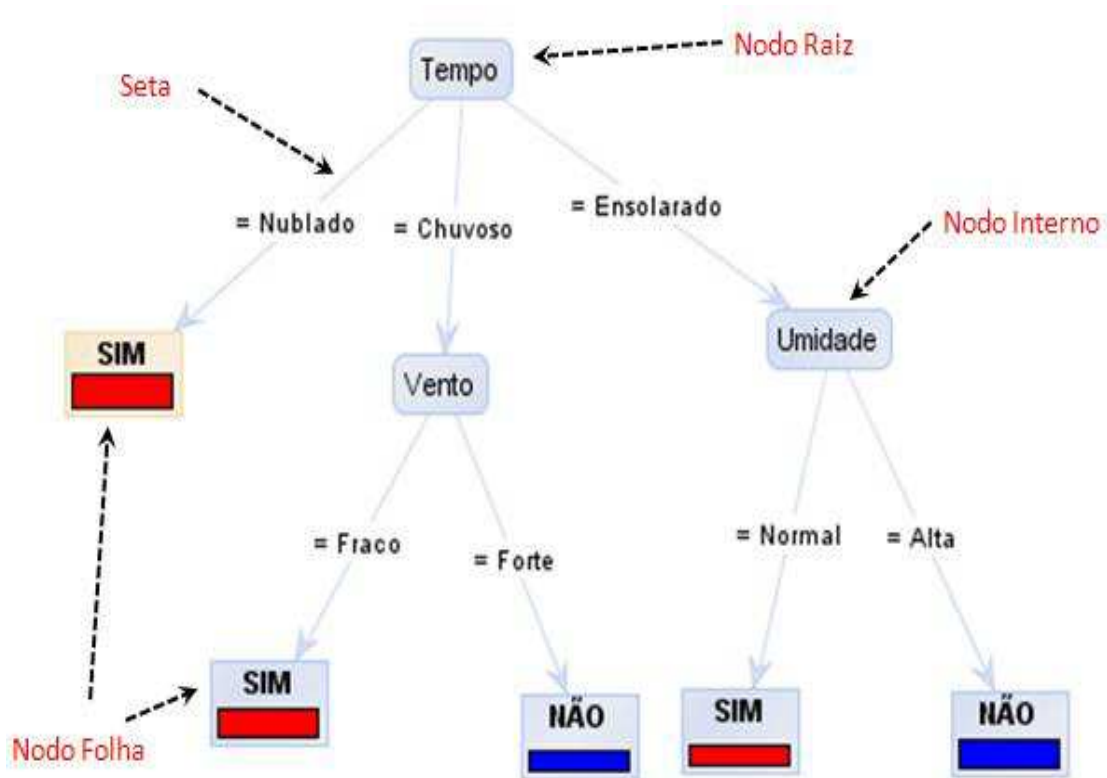 Nodo Raiz
Tempo
Seta
= Nublado
= Chuvoso
= Ensolarado
Nodo Interno
SIM
Vento
Umidade
= Fraco
= Forte
= Normal
= Alta
SIM
NÃO
SIM
NÃO
Nodo Folha